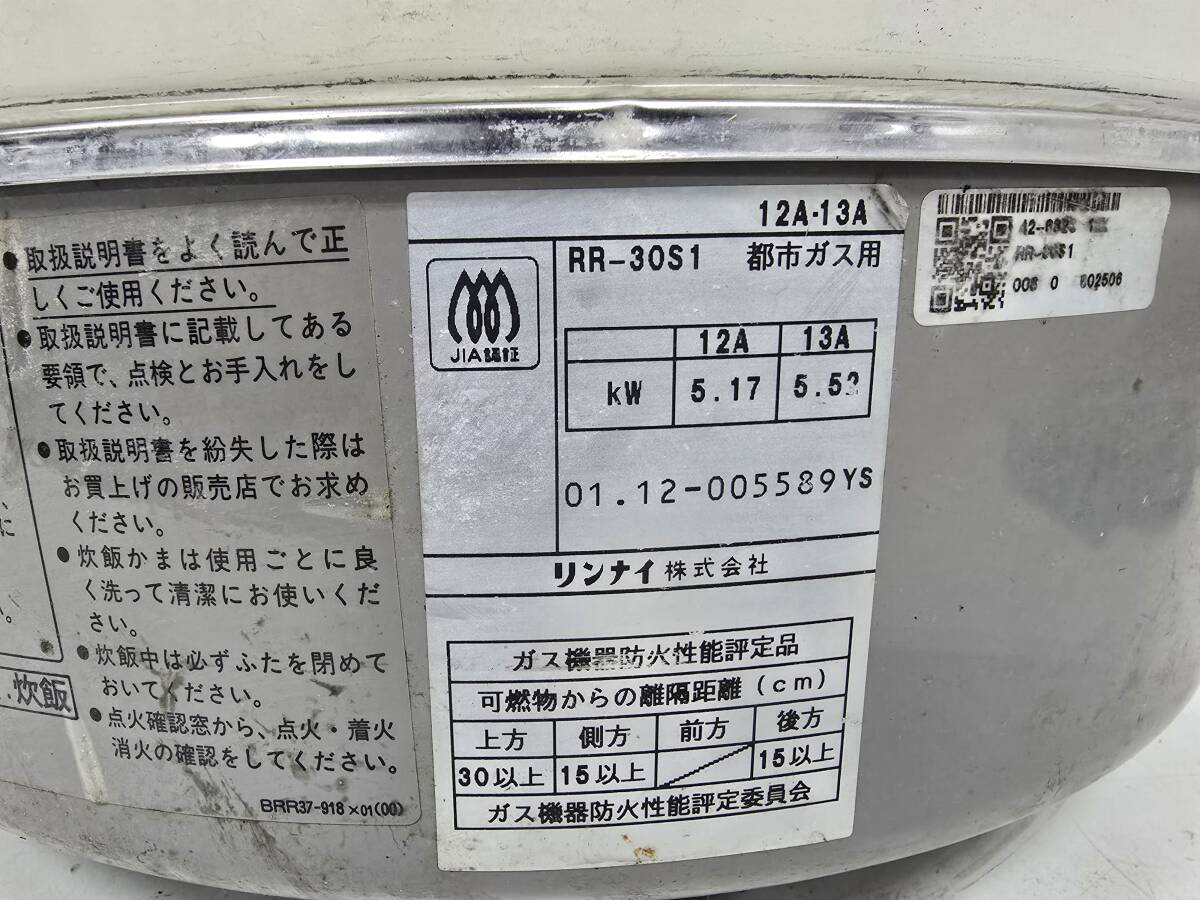 ●取扱説明書をよく読んで正
しくご使用ください。
●取扱説明書に記載してある
要領で、点検とお手入れをし
てください。
●取扱説明書を紛失した際は
お買上げの販売店でお求め
ください。
●炊飯かまは使用ごとに良
く洗って清潔にお使いくだ
さい。
●炊飯中は必ずふたを閉めて
おいてください。
●点火確認窓から、点火・着火
消火の確認をしてください。
BRR37-918×01(00)
に
炊飯
12A・13A
RR-30S1 都市ガス用
JIA認証
12A 13A
kW 5.17 5.52
01.12-005589YS
リンナイ株式会社
ガス機器防火性能評定品
可燃物からの離隔距離(cm)
上方 側方 前方 後方
30以上 15以上 15以上
ガス機器防火性能評定委員会
RR-30S1